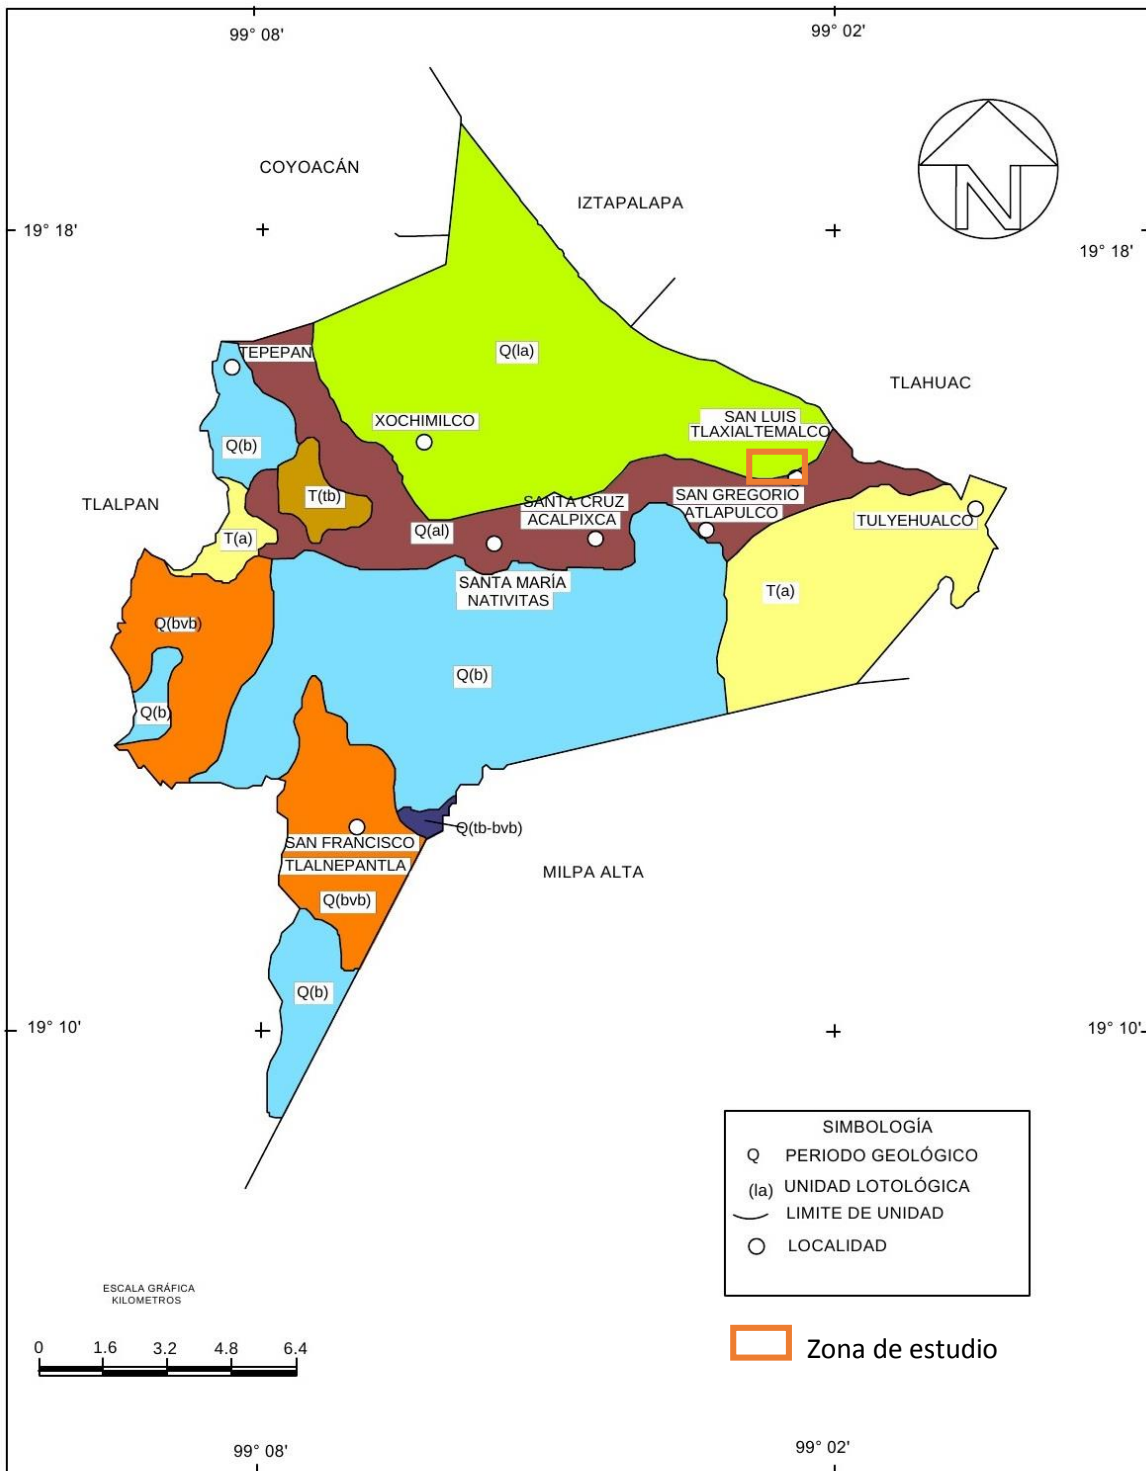 99° 08'
99° 02'
COYOACÁN
IZTAPALAPA
N
19° 18'
19° 18'
TEPEPAN
Q(la)
TLAHUAC
XOCHIMILCO
SAN LUIS
TLAXIALTEMALCO
Q(b)
TLALPAN
T(tb)
SANTA CRUZ
ACALPIXCA
SAN GREGORIO
ATLAPULCO
TULYEHUALCO
Q(al)
T(a)
SANTA MARÍA
NATIVITAS
T(a)
Q(bvb)
Q(b)
Q(b)
Q(tb-bvb)
SAN FRANCISCO
TLALNEPANTLA
MILPA ALTA
Q(bvb)
Q(b)
19° 10'
19° 10'
SIMBOLOGÍA
Q PERIODO GEOLÓGICO
(la) UNIDAD LOTOLÓGICA
LIMITE DE UNIDAD
LOCALIDAD
ESCALA GRÁFICA
KILOMETROS
0 1.6 3.2 4.8 6.4
Zona de estudio
99° 08'
99° 02'